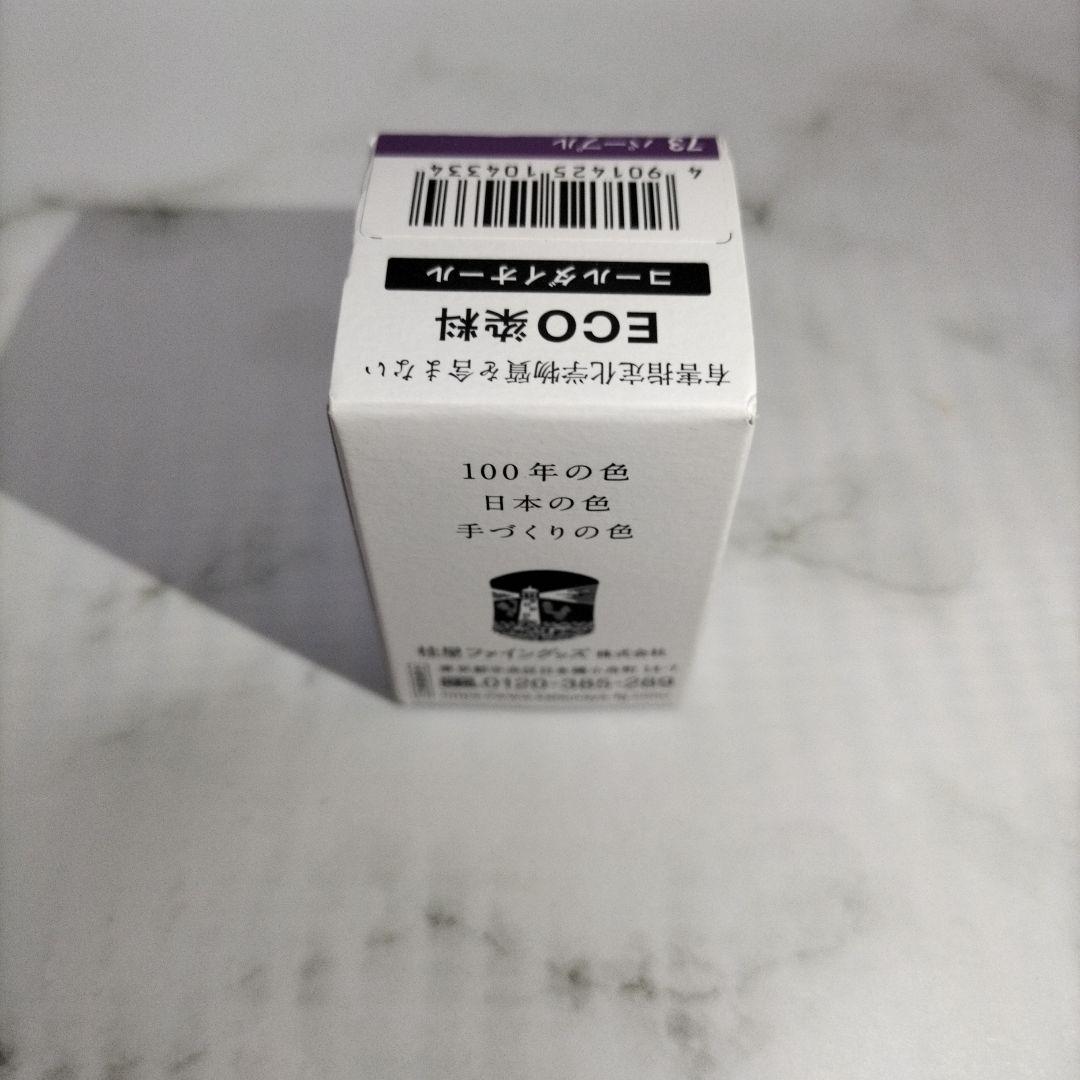 73 パープル
4 901425 104334
コールダイオール
ECO染料
有害指定化学物質を含まない
100年の色
日本の色
手づくりの色
桂屋ファイングッズ 株式会社
0120-385-289